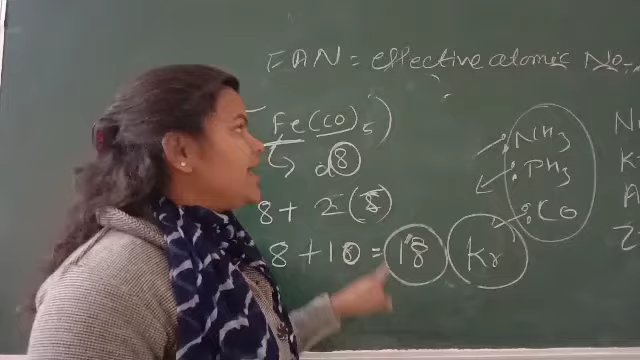 EAN = effective atomic No.
Fe(CO)5
d8
8 + 2(5)
8 + 10 = 18
Kr
NH3
PH3
CO